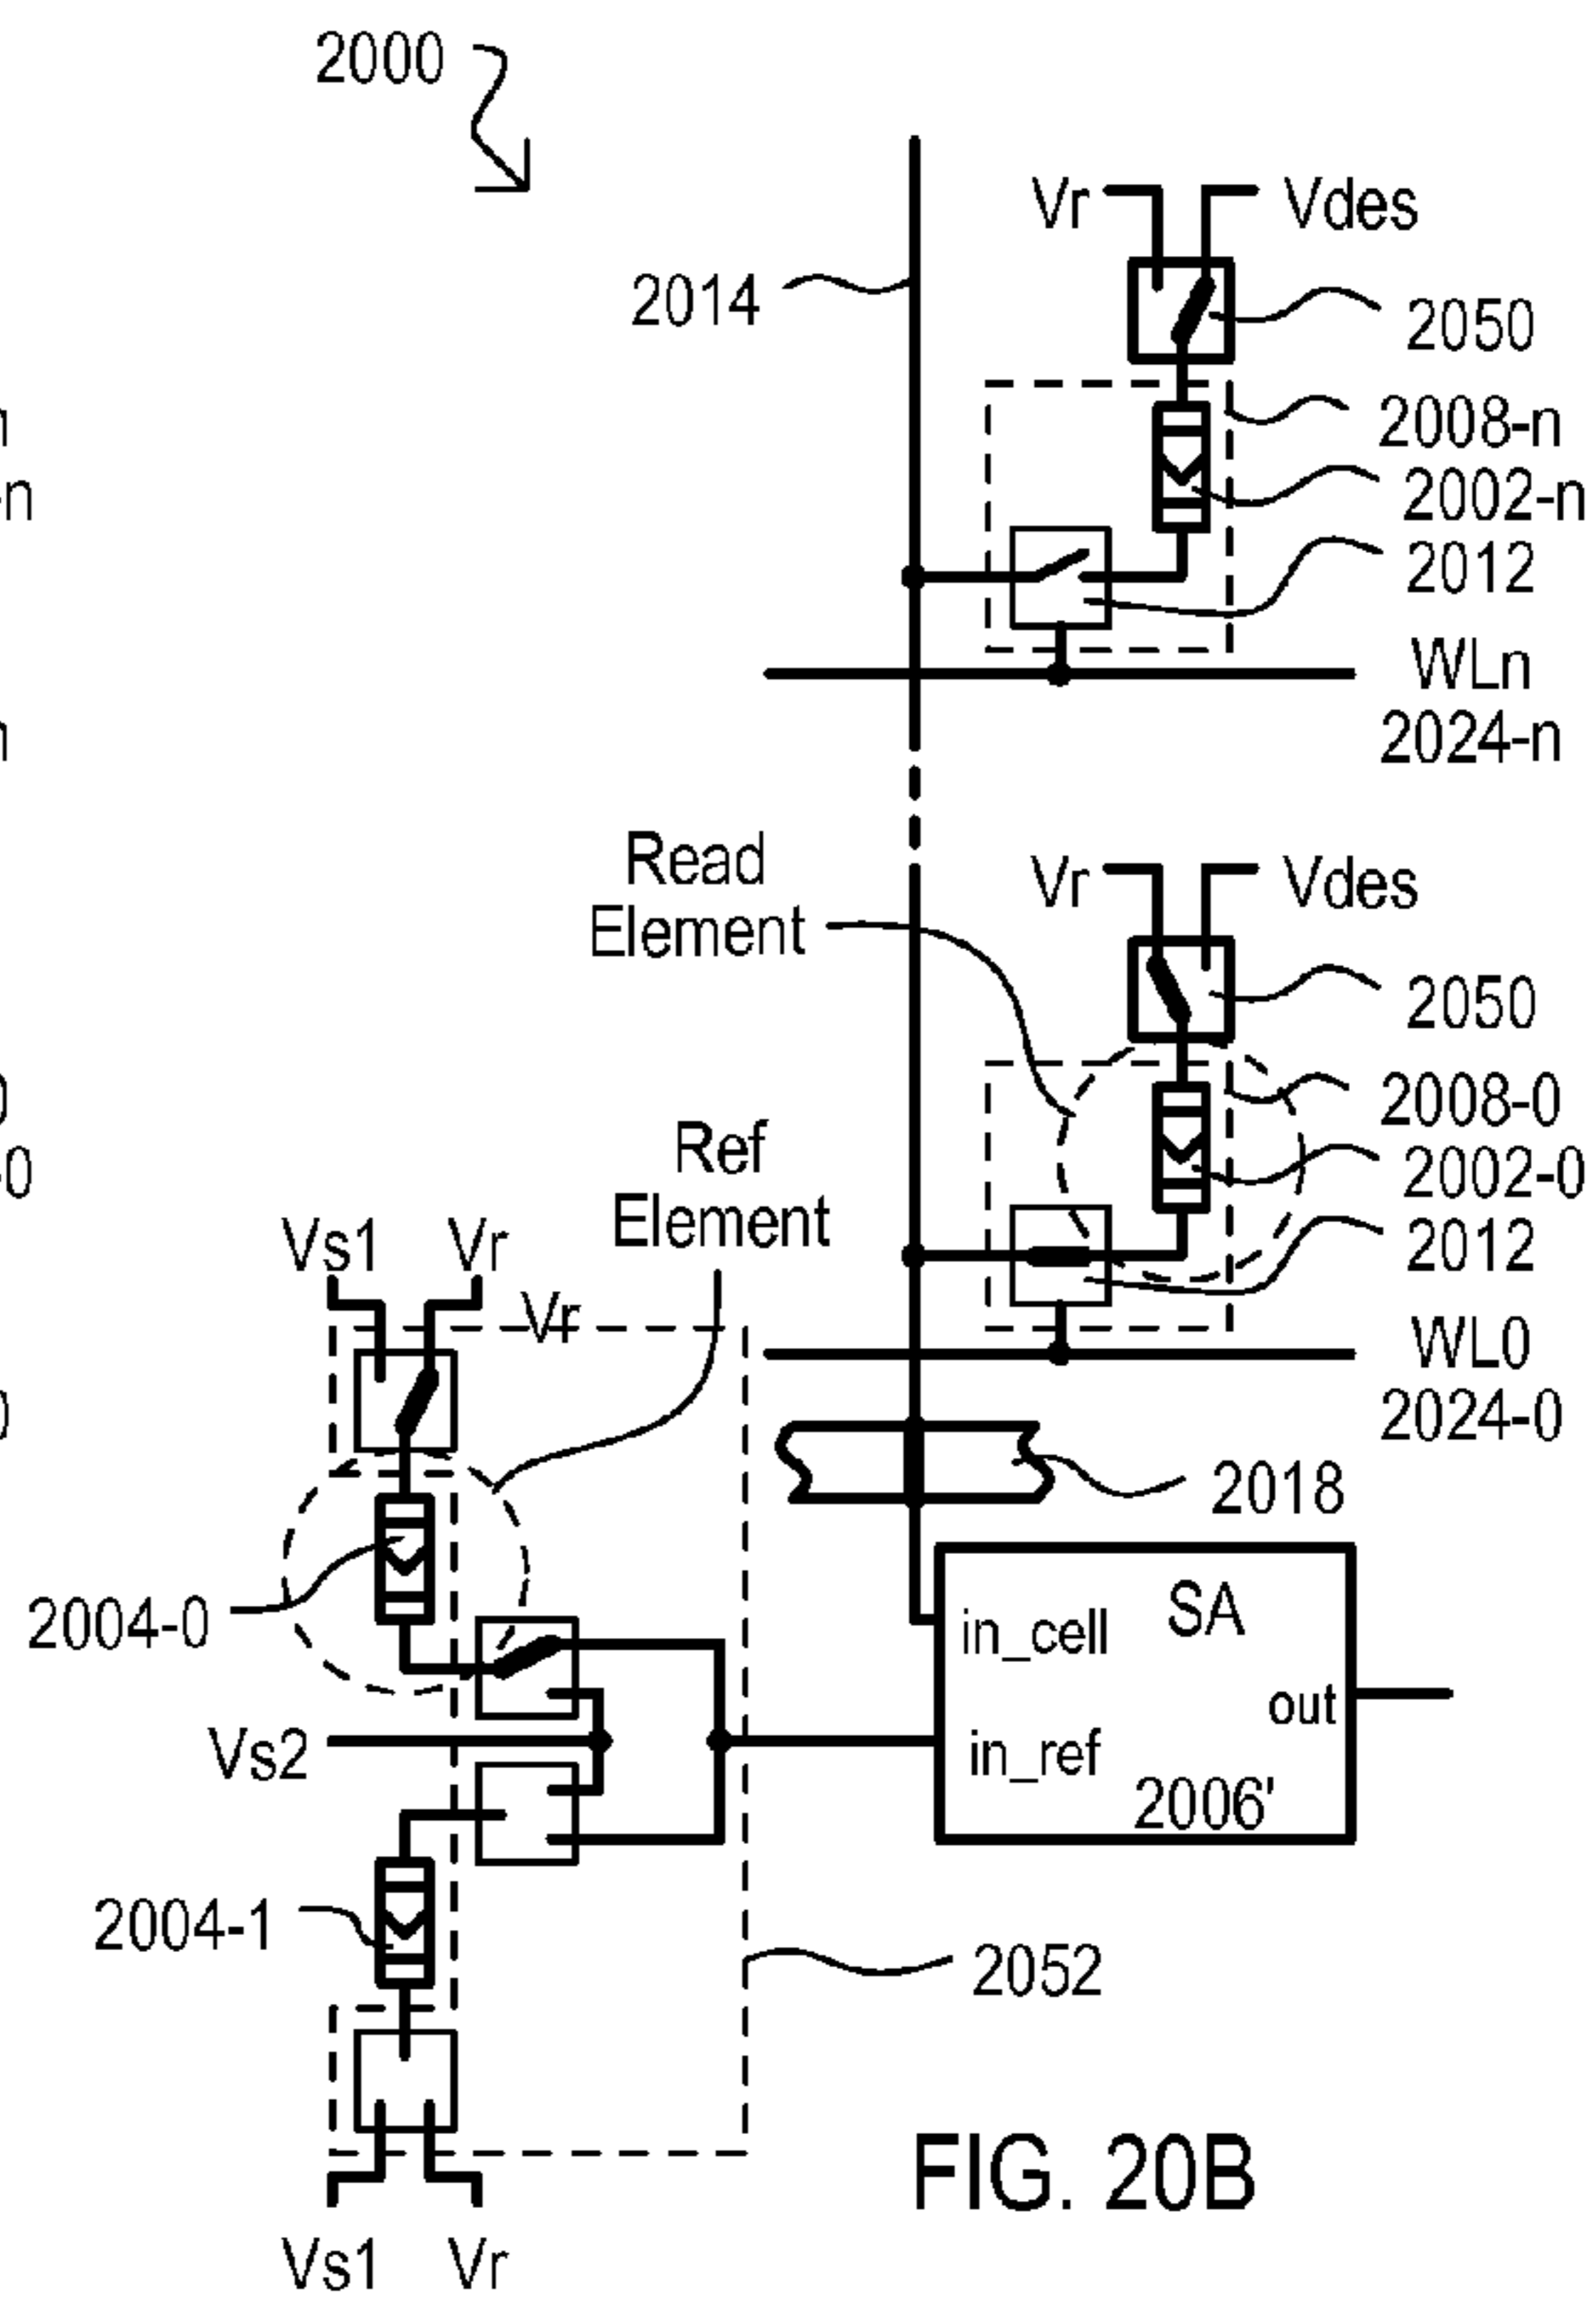 2000
Vr
Vdes
2014
2050
n
2008-n
-n
2002-n
2012
WLn
n
2024-n
Read
Element
Vr
Vdes
2050
2008-0
Ref
Element
-0
2002-0
Vs1
Vr
2012
Vr
WL0
2024-0
2018
2004-0
in_cell
SA
out
Vs2
in_ref
2006'
2004-1
2052
FIG. 20B
Vs1
Vr